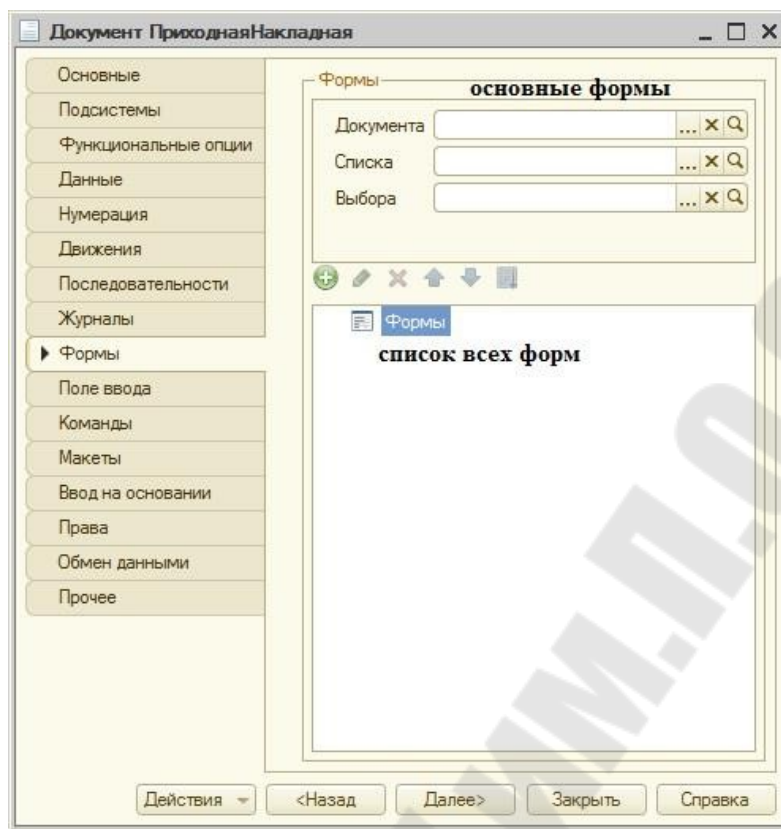 Документ ПриходнаяНакладная
Основные
Подсистемы
Функциональные опции
Данные
Нумерация
Движения
Последовательности
Журналы
Формы
Поле ввода
Команды
Макеты
Ввод на основании
Права
Обмен данными
Прочее
Формы
основные формы
Документа
...
Списка
...
Выбора
...
Формы
список всех форм
Действия
<Назад
Далее>
Закрыть
Справка
ИМ.П.О